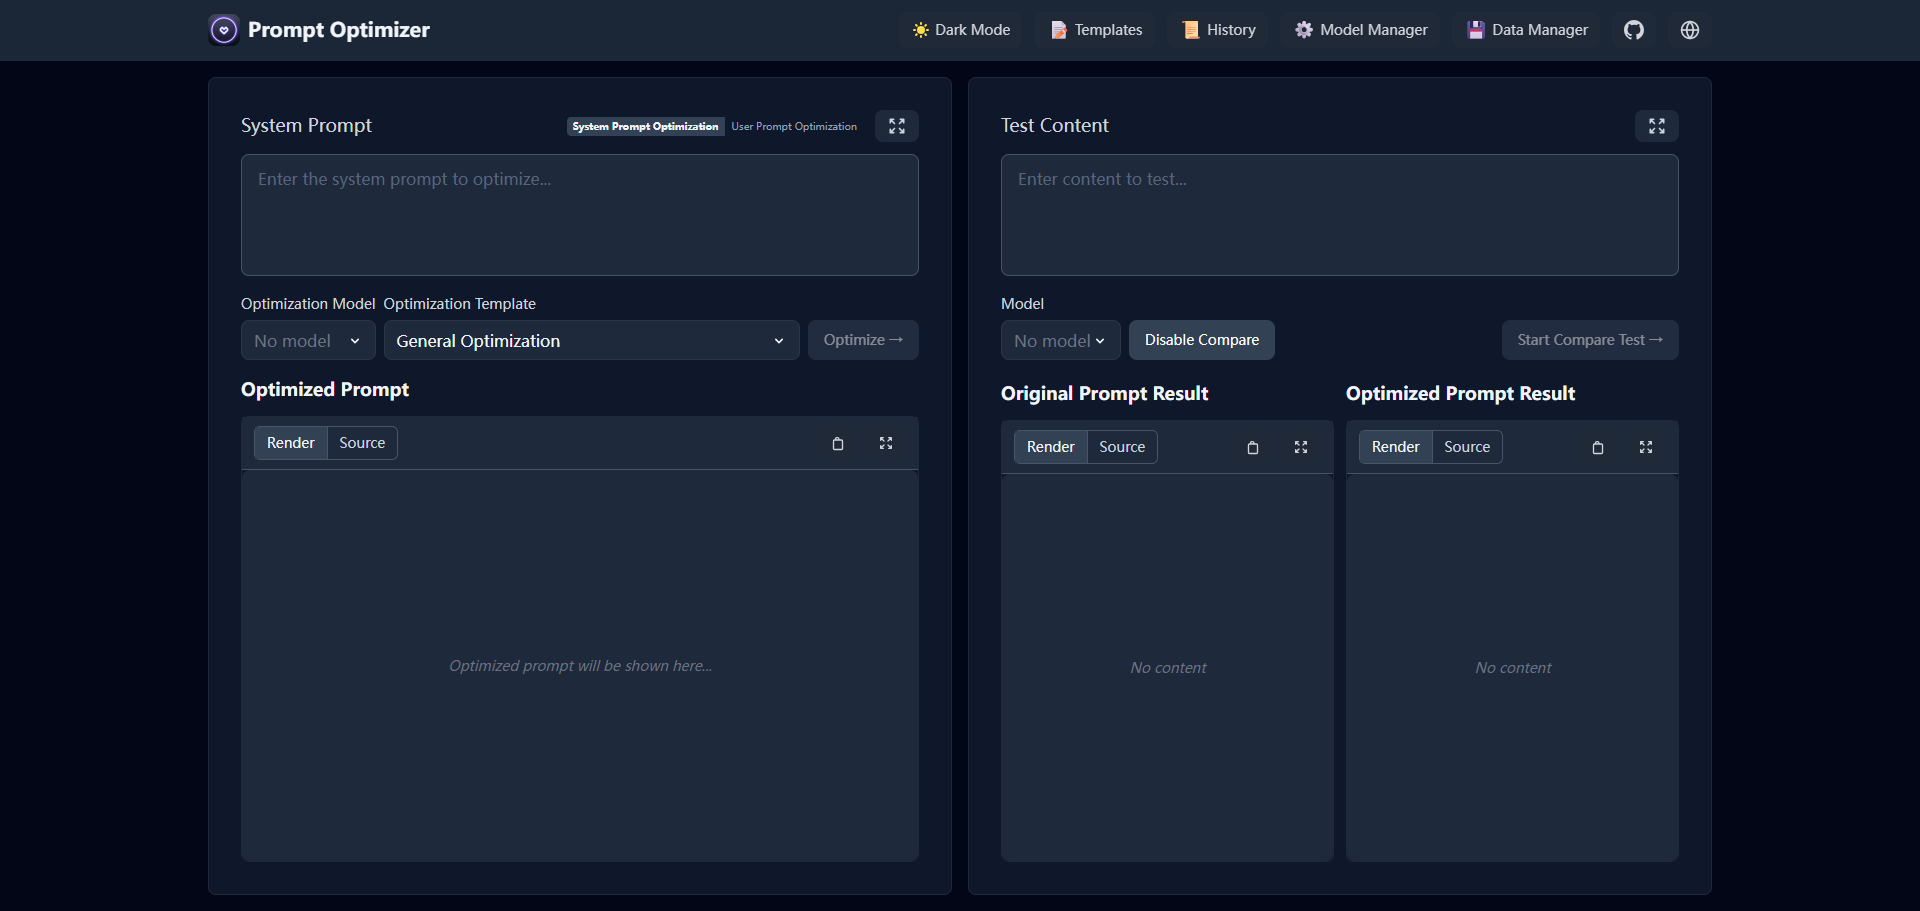 Prompt Optimizer
Dark Mode
Templates
History
Model Manager
Data Manager
System Prompt
System Prompt Optimization
User Prompt Optimization
Enter the system prompt to optimize...
Optimization Model
Optimization Template
No model
General Optimization
Optimize→
Optimized Prompt
Render
Source
Optimized prompt will be shown here...
Test Content
Enter content to test...
Model
No model
Disable Compare
Start Compare Test→
Original Prompt Result
Render
Source
No content
Optimized Prompt Result
Render
Source
No content